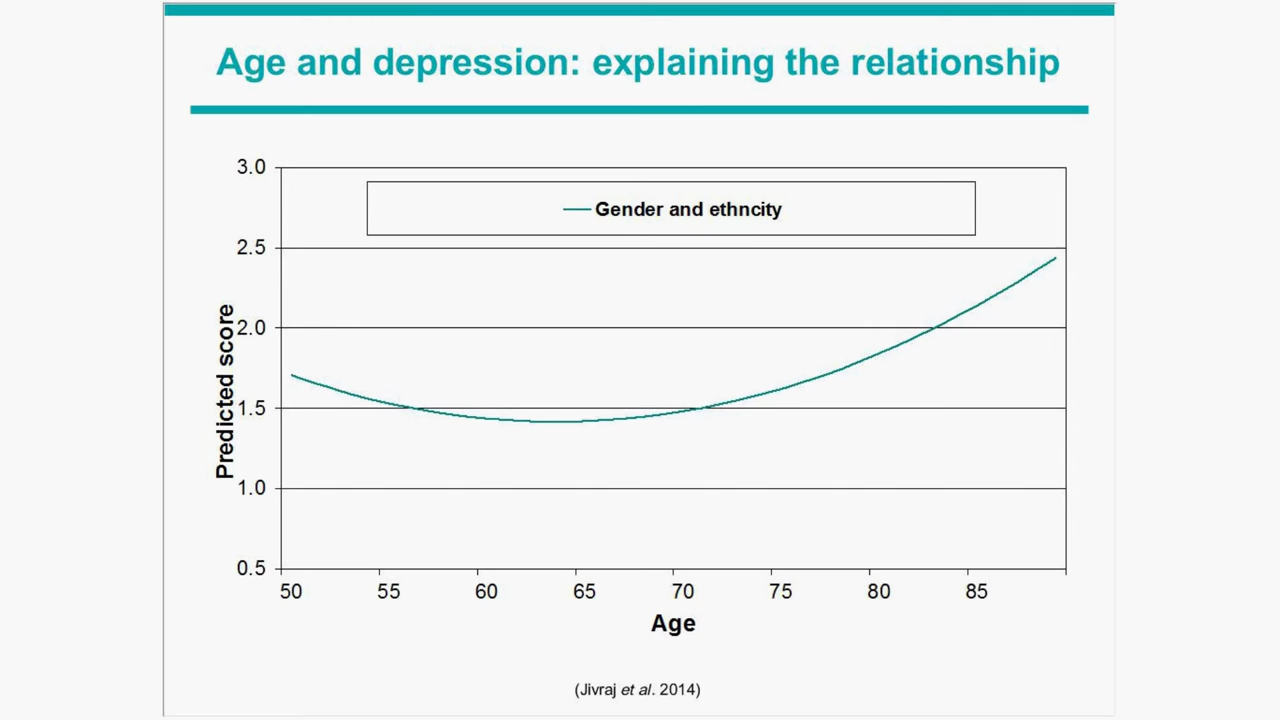 Age and depression: explaining the relationship
3.0
Gender and ethncity
2.5
2.0
1.5
1.0
0.5
Predicted score
50 55 60 65 70 75 80 85
Age
(Jivraj et al. 2014)